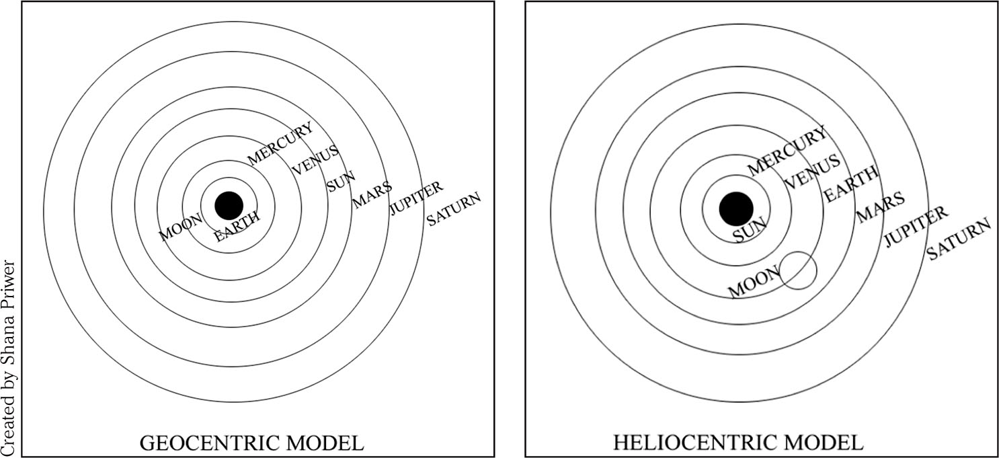 Created by Shana Priwer
MERCURY
VENUS
SUN
MARS
JUPITER
SATURN
MOON
EARTH
GEOCENTRIC MODEL
MERCURY
VENUS
EARTH
MARS
JUPITER
SATURN
SUN
MOON
HELIOCENTRIC MODEL